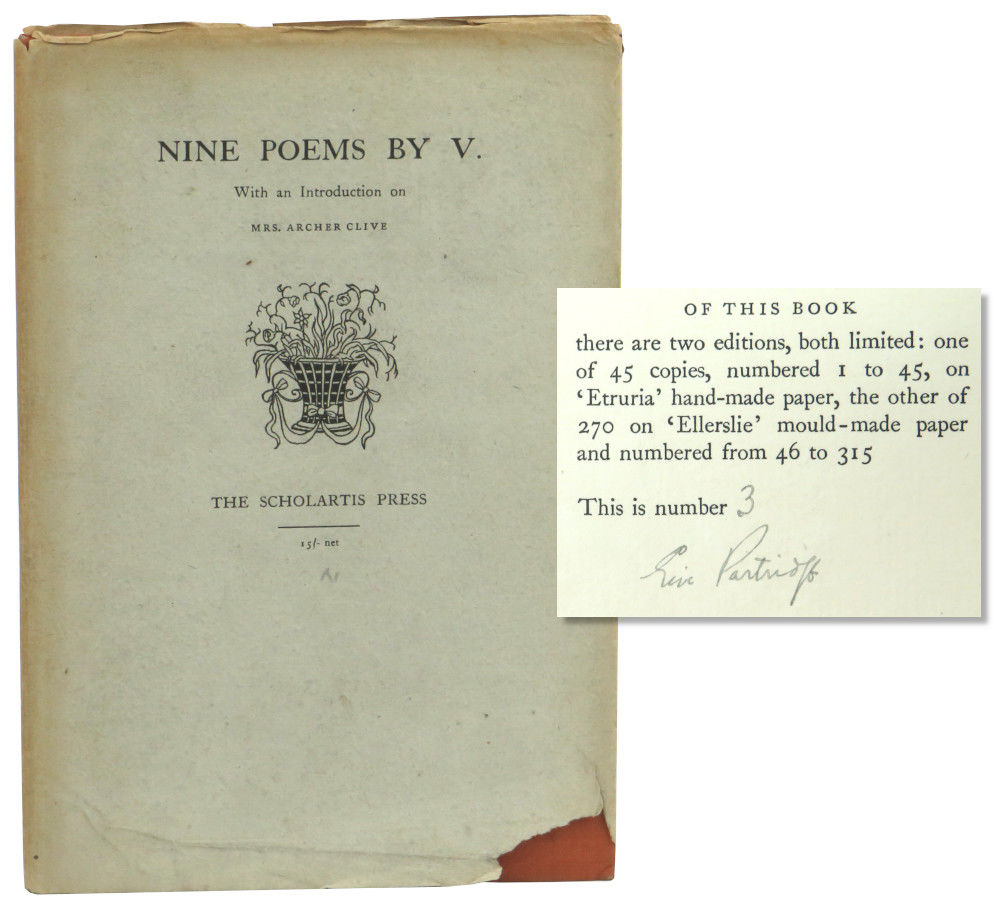 NINE POEMS BY V.
With an Introduction on
MRS. ARCHER CLIVE
THE SCHOLARTIS PRESS
15/- net
OF THIS BOOK
there are two editions, both limited: one
of 45 copies, numbered 1 to 45, on
‘Etruria’ hand-made paper, the other of
270 on ‘Ellerslie’ mould-made paper
and numbered from 46 to 315
This is number 3
Eric Partridge